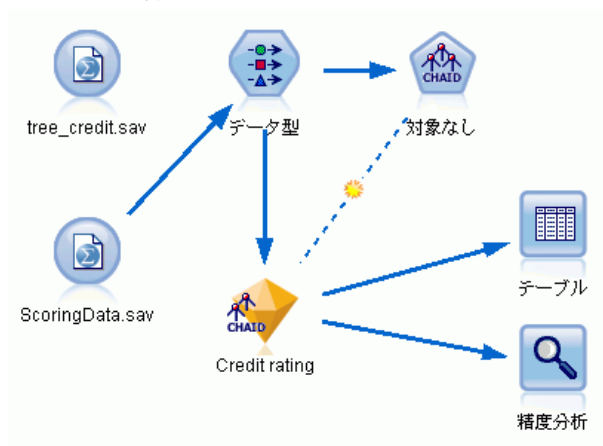 CHAID
tree_credit.sav
データ型
対象なし
ScoringData.sav
CHAID
Credit rating
テーブル
精度分析